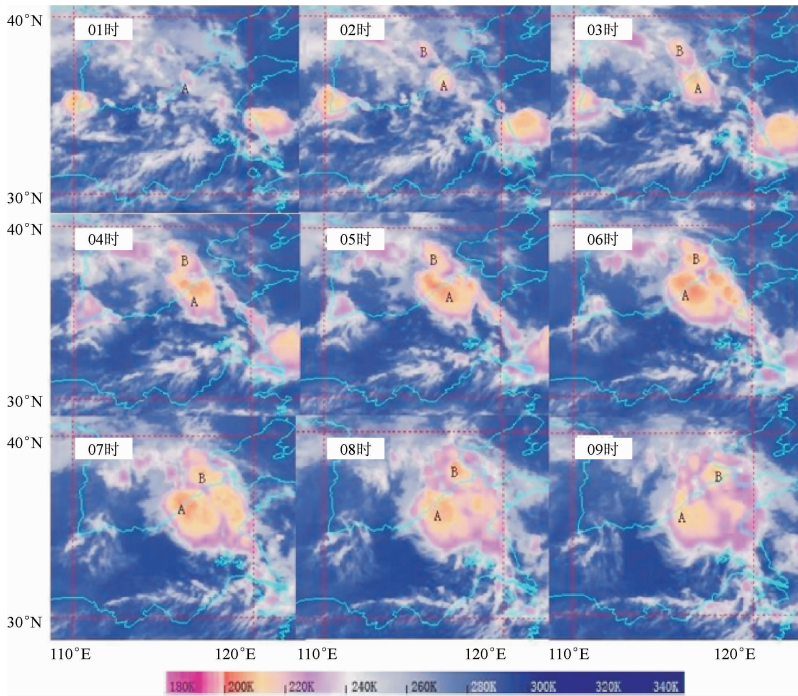 40°N
01时
02时
03时
B
B
A
A
A
30°N
40°N
04时
05时
06时
B
B
B
A
A
A
30°N
40°N
07时
08时
09时
B
B
B
A
A
A
30°N
110°E 120°E 110°E 120°E 110°E 120°E
180K 200K 220K 240K 260K 280K 300K 320K 340K